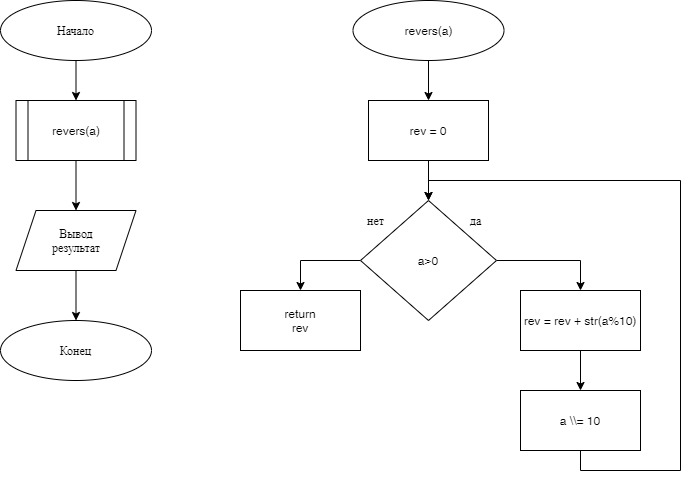 Начало
revers(a)
Вывод
результат
Конец
revers(a)
rev = 0
нет
да
a>0
return
rev
rev = rev + str(a%10)
a \\= 10